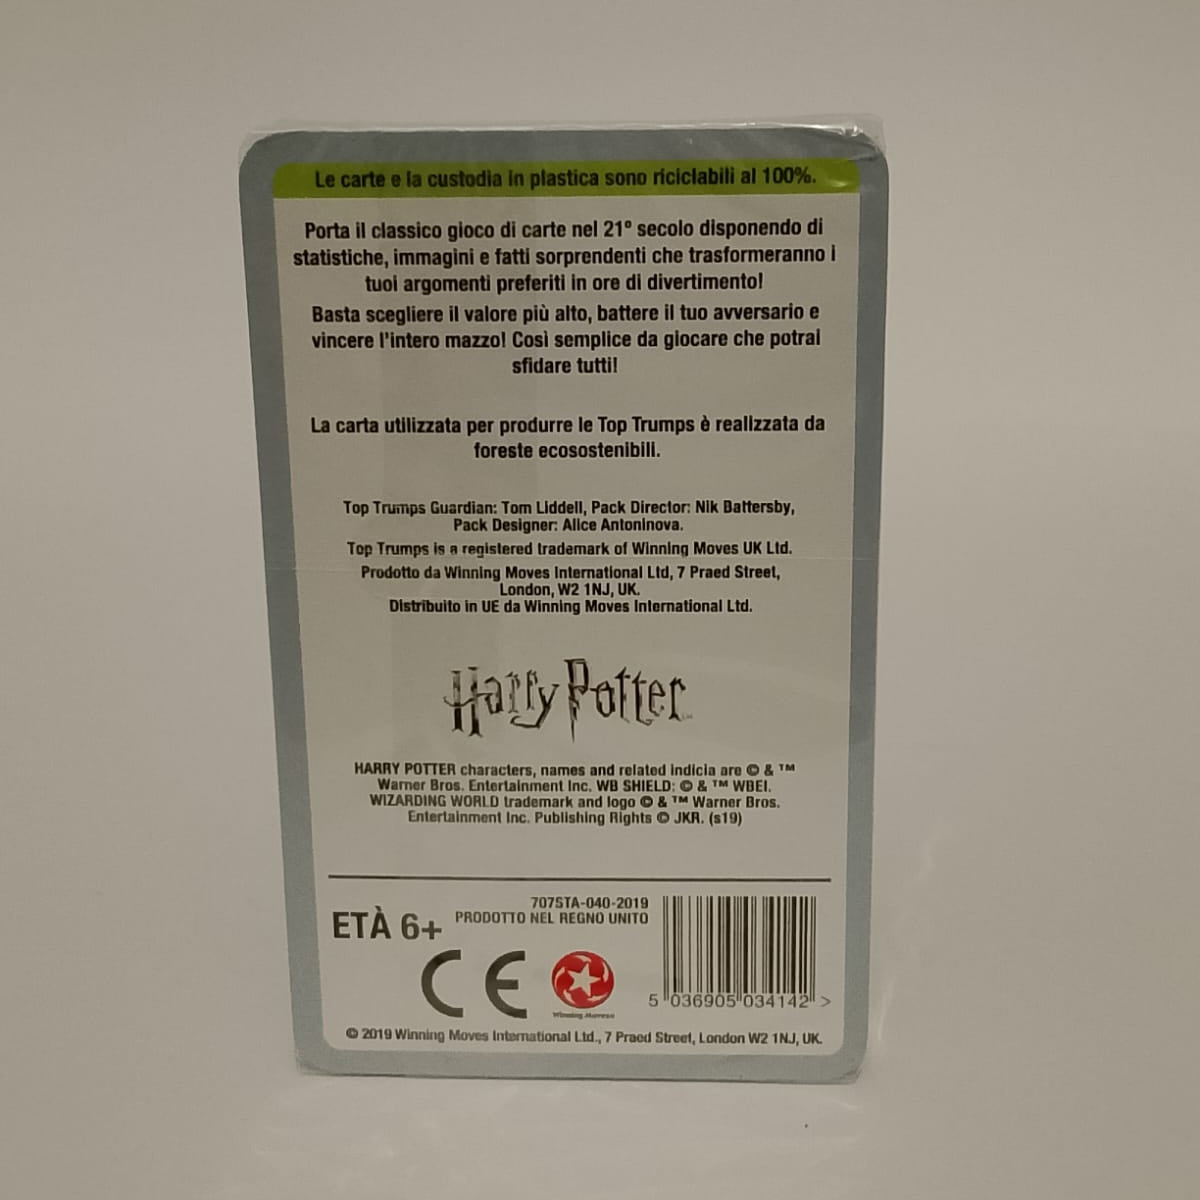 Le carte e la custodia in plastica sono riciclabili al 100%.
Porta il classico gioco di carte nel 21° secolo disponendo di
statistiche, immagini e fatti sorprendenti che trasformeranno i
tuoi argomenti preferiti in ore di divertimento!
Basta scegliere il valore più alto, battere il tuo avversario e
vincere l'intero mazzo! Così semplice da giocare che potrai
sfidare tutti!
La carta utilizzata per produrre le Top Trumps è realizzata da
foreste ecosostenibili.
Top Trumps Guardian: Tom Liddell, Pack Director: Nik Battersby,
Pack Designer: Alice Antoninova.
Top Trumps is a registered trademark of Winning Moves UK Ltd.
Prodotto da Winning Moves International Ltd, 7 Praed Street,
London, W2 1NJ, UK.
Distribuito in UE da Winning Moves International Ltd.
Harry Potter
HARRY POTTER characters, names and related indicia are © & ™
Warner Bros. Entertainment Inc. WB SHIELD: © & ™ WBEI.
WIZARDING WORLD trademark and logo © & ™ Warner Bros.
Entertainment Inc. Publishing Rights © JKR. (s19)
707STA-040-2019
ETÀ 6+ PRODOTTO NEL REGNO UNITO
CE
Winning Moves
5 036905 034142 >
© 2019 Winning Moves International Ltd., 7 Praed Street, London W2 1NJ, UK.